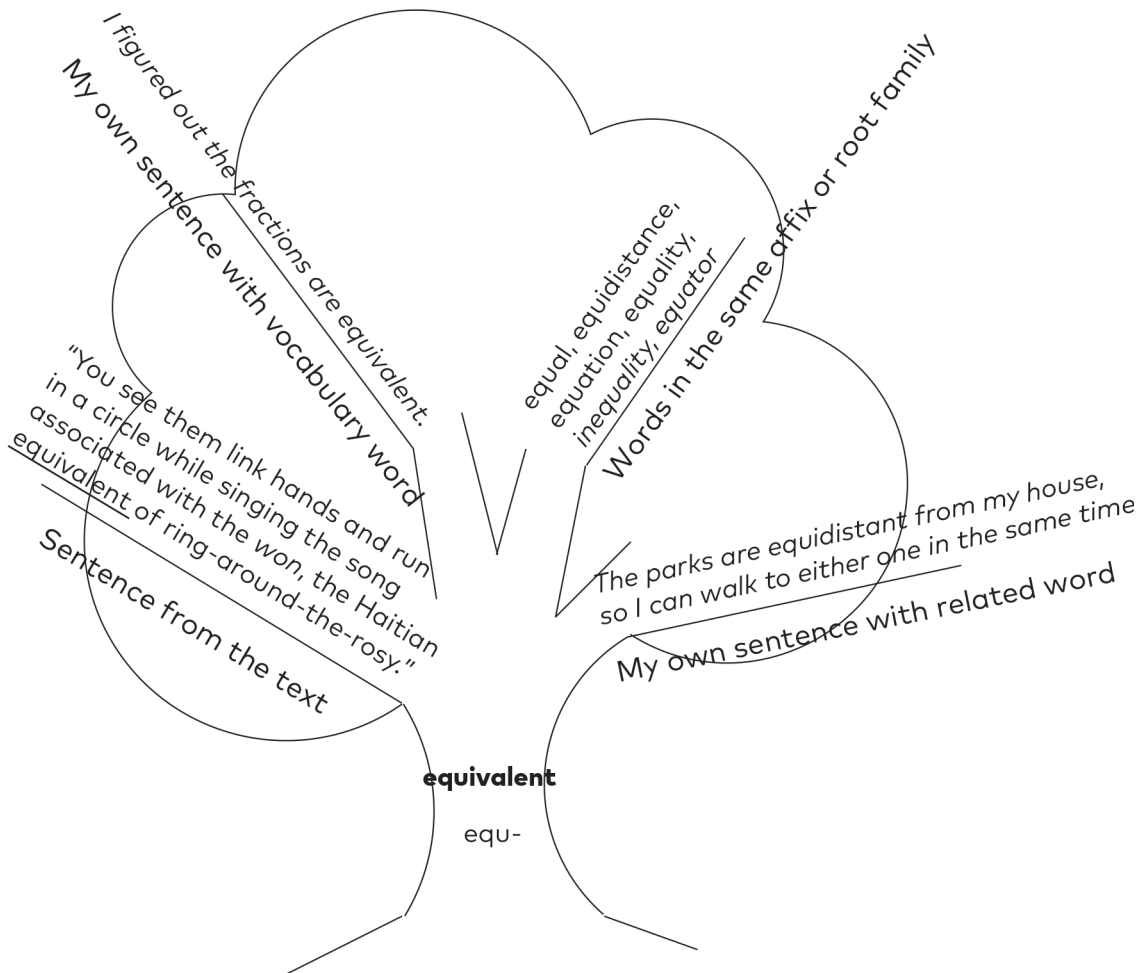 I figured out the fractions are equivalent.
My own sentence with vocabulary word
equal, equidistance,
equation, equality,
inequality, equator
Words in the same affix or root family
"You see them link hands and run
in a circle while singing the song
associated with the won, the Haitian
equivalent of ring-around-the-rosy."
Sentence from the text
The parks are equidistant from my house,
so I can walk to either one in the same time
My own sentence with related word
equivalent
equ-